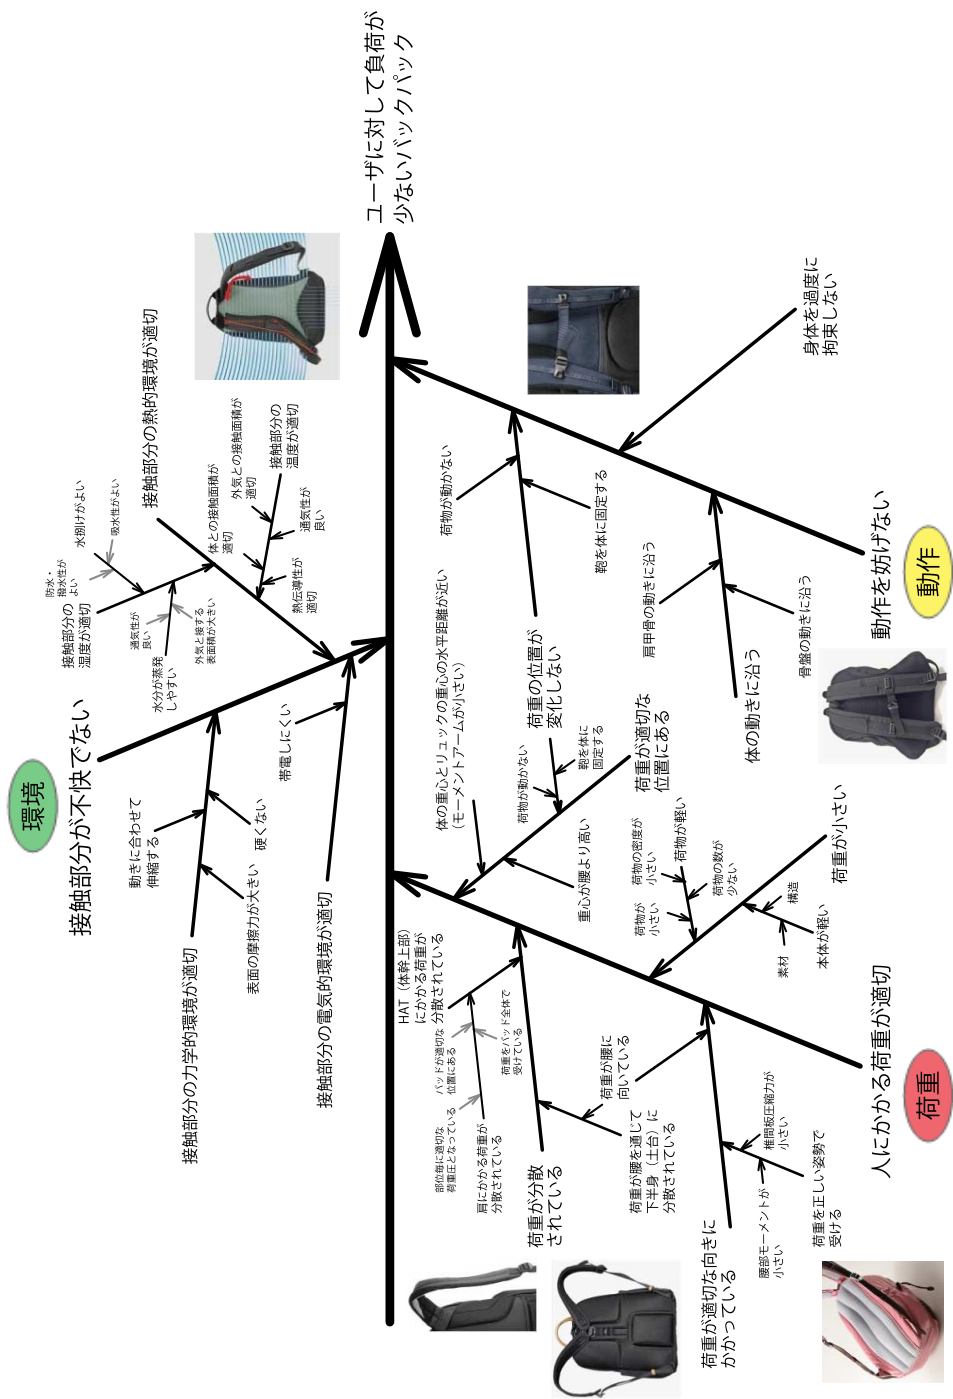 ユーザに対して負荷が
少ないバックパック
環境
接触部分が不快でない
接触部分の熱的環境が適切
接触部分の
湿度が適切
防水・
撥水性が
よい
水捌けがよい
吸水性がよい
通気性が
良い
水分が蒸発
しやすい
外気と接する
表面積が大きい
体との接触面積が
適切
外気との接触面積が
適切
接触部分の
温度が適切
通気性が
良い
熱伝導性が
適切
接触部分の力学的環境が適切
動きに合わせて
伸縮する
硬くない
表面の摩擦力が大きい
接触部分の電気的環境が適切
帯電しにくい
動作
動作を妨げない
身体を過度に
拘束しない
荷重の位置が
変化しない
荷物が動かない
鞄を体に固定する
体の動きに沿う
肩甲骨の動きに沿う
骨盤の動きに沿う
荷重
人にかかる荷重が適切
荷重が適切な
位置にある
体の重心とリュックの重心の水平距離が近い
（モーメントアームが小さい）
荷物が動かない
鞄を体に
固定する
重心が腰より高い
荷重が小さい
荷物が軽い
荷物の密度が
小さい
荷物が
小さい
荷物の数が
少ない
本体が軽い
構造
素材
荷重が分散
されている
HAT（体幹上部）
にかかる荷重が
分散されている
パッドが適切な
位置にある
荷重をパッド全体で
受けている
部位毎に適切な
荷重圧となっている
肩にかかる荷重が
分散されている
荷重が腰に
向いている
荷重が腰を通じて
下半身（土台）に
分散されている
荷重が適切な向きに
かかっている
椎間板圧縮力が
小さい
腰部モーメントが
小さい
荷重を正しい姿勢で
受ける